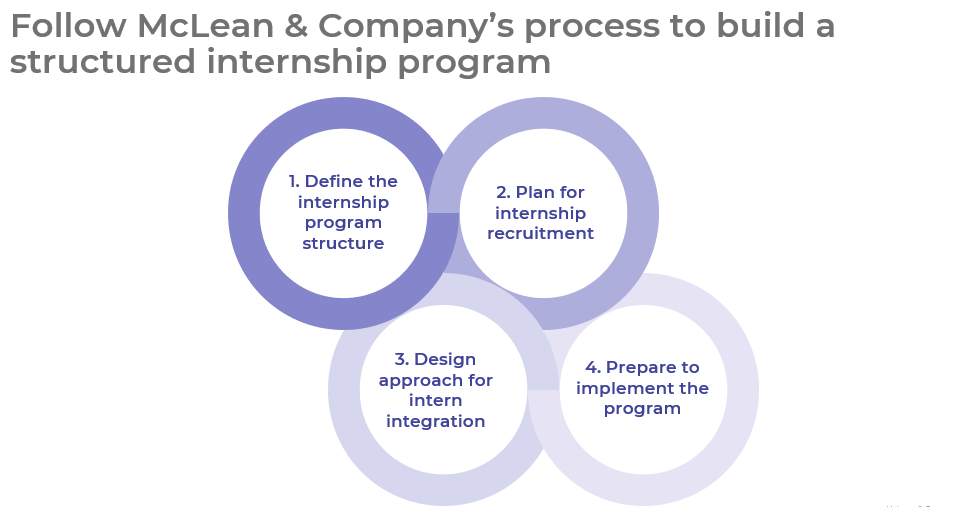 Follow McLean & Company’s process to build a
structured internship program
1. Define the
internship
program
structure
2. Plan for
internship
recruitment
3. Design
approach for
intern
integration
4. Prepare to
implement the
program